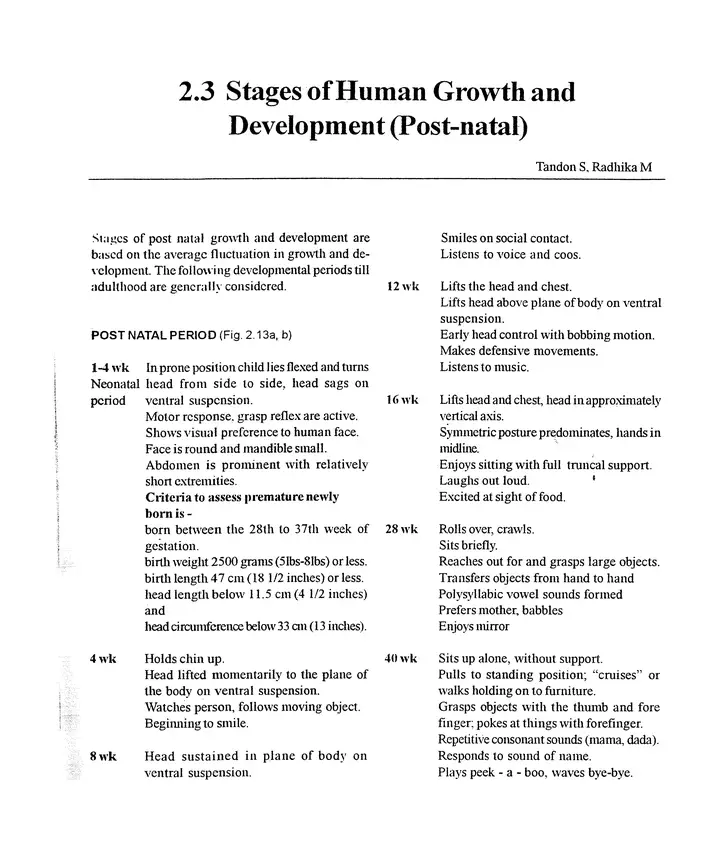 2.3 Stages of Human Growth and
Development (Post-natal)
Tandon S, Radhika M
Stages of post natal growth and development are
based on the average fluctuation in growth and de-
velopment. The following developmental periods till
adulthood are generally considered.
POST NATAL PERIOD (Fig. 2.13a, b)
1-4 wk In prone position child lies flexed and turns
Neonatal head from side to side, head sags on
period ventral suspension.
Motor response, grasp reflex are active.
Shows visual preference to human face.
Face is round and mandible small.
Abdomen is prominent with relatively
short extremities.
Criteria to assess premature newly
born is -
born between the 28th to 37th week of
gestation.
birth weight 2500 grams (5lbs-8lbs) or less.
birth length 47 cm (18 1/2 inches) or less.
head length below 11.5 cm (4 1/2 inches)
and
head circumference below 33 cm (13 inches).
4 wk Holds chin up.
Head lifted momentarily to the plane of
the body on ventral suspension.
Watches person, follows moving object.
Beginning to smile.
8 wk Head sustained in plane of body on
ventral suspension.
Smiles on social contact.
Listens to voice and coos.
12 wk Lifts the head and chest.
Lifts head above plane of body on ventral
suspension.
Early head control with bobbing motion.
Makes defensive movements.
Listens to music.
16 wk Lifts head and chest, head in approximately
vertical axis.
Symmetric posture predominates, hands in
midline.
Enjoys sitting with full truncal support.
Laughs out loud.
Excited at sight of food.
28 wk Rolls over, crawls.
Sits briefly.
Reaches out for and grasps large objects.
Transfers objects from hand to hand
Polysyllabic vowel sounds formed
Prefers mother, babbles
Enjoys mirror
40 wk Sits up alone, without support.
Pulls to standing position; “cruises” or
walks holding on to furniture.
Grasps objects with the thumb and fore
finger; pokes at things with forefinger.
Repetitive consonant sounds (mama, dada).
Responds to sound of name.
Plays peek - a - boo, waves bye-bye.